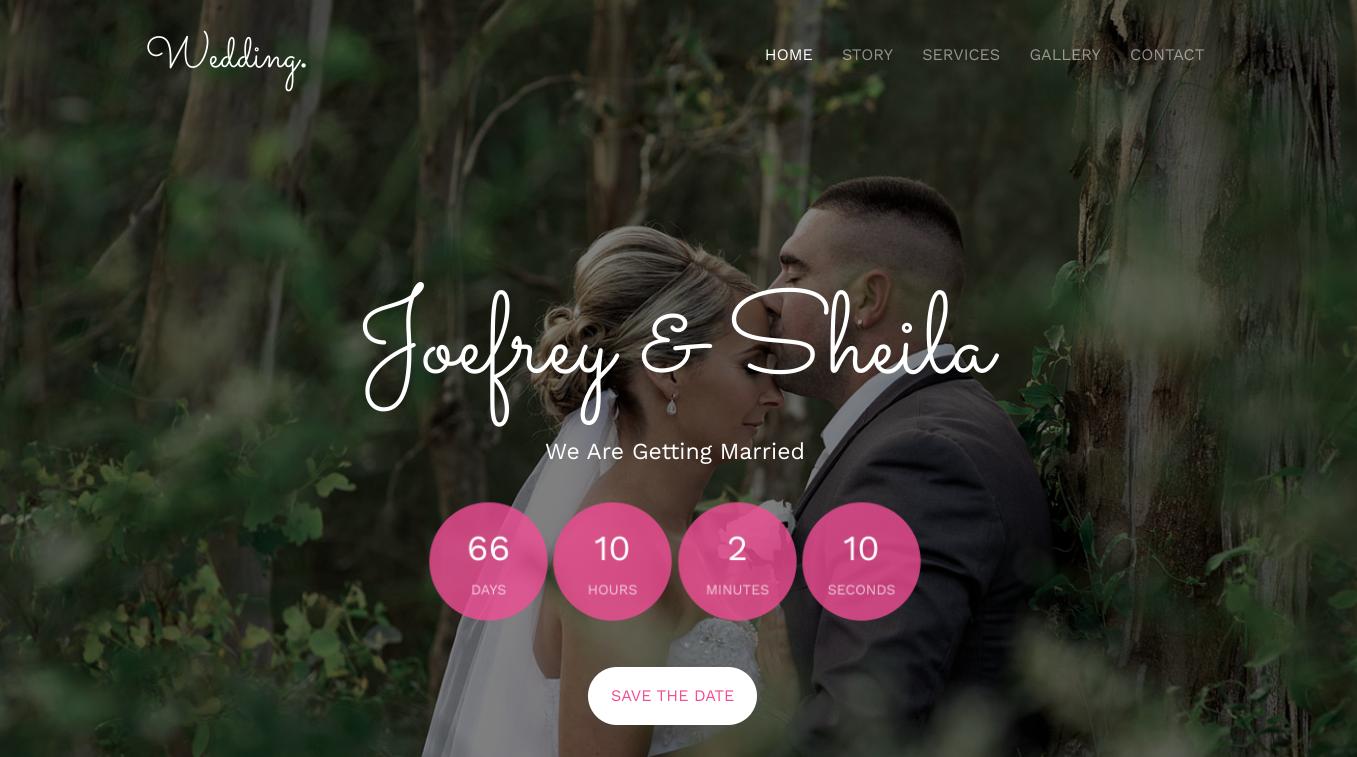 Wedding.
HOME STORY SERVICES GALLERY CONTACT
Joefrey & Sheila
We Are Getting Married
66 10 2 10
DAYS HOURS MINUTES SECONDS
SAVE THE DATE